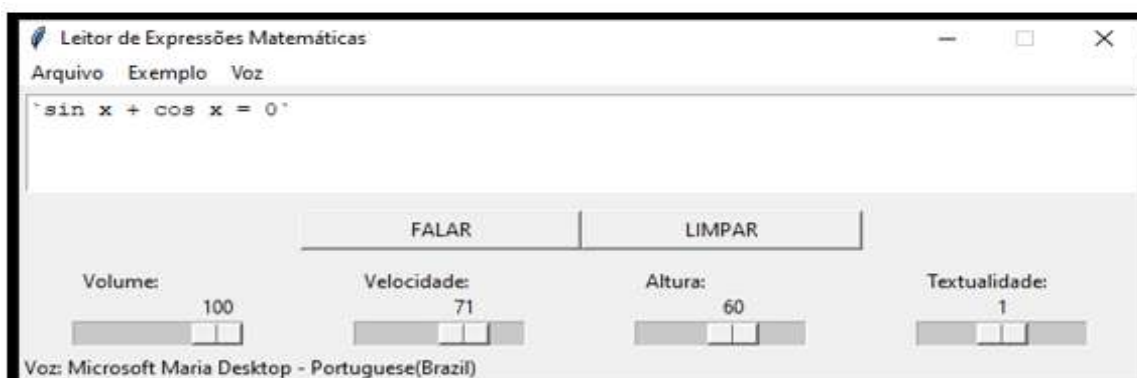 Leitor de Expressões Matemáticas
Arquivo Exemplo Voz
`sin x + cos x = 0`
FALAR LIMPAR
Volume: Velocidade: Altura: Textualidade:
100 71 60 1
Voz: Microsoft Maria Desktop - Portuguese(Brazil)